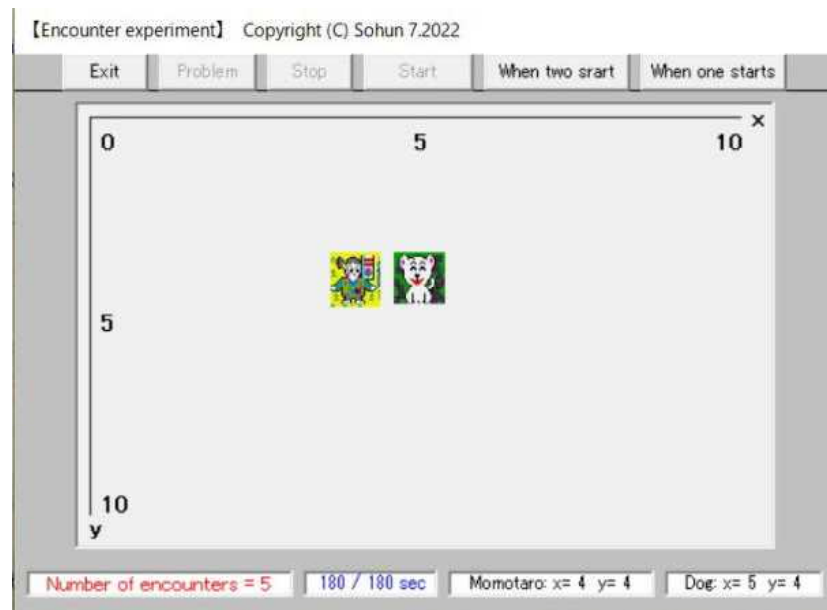 【Encounter experiment】 Copyright (C) Sohun 7.2022
Exit Problem Stop Start When two srart When one starts
x
0 5 10
5
10
y
Number of encounters = 5 180 / 180 sec Momotaro: x= 4 y= 4 Dog: x= 5 y= 4